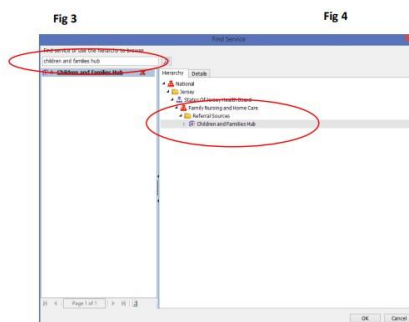 Fig 3
Fig 4
Find Service
Find service or use the hierarchy to browse
children and famlies hub
Children and Families Hub
Hierarchy Details
National
Jersey
States Of Jersey Health Board
Family Nursing and Home Care
Referral Sources
Children and Families Hub
Page 1 of 1
OK Cancel